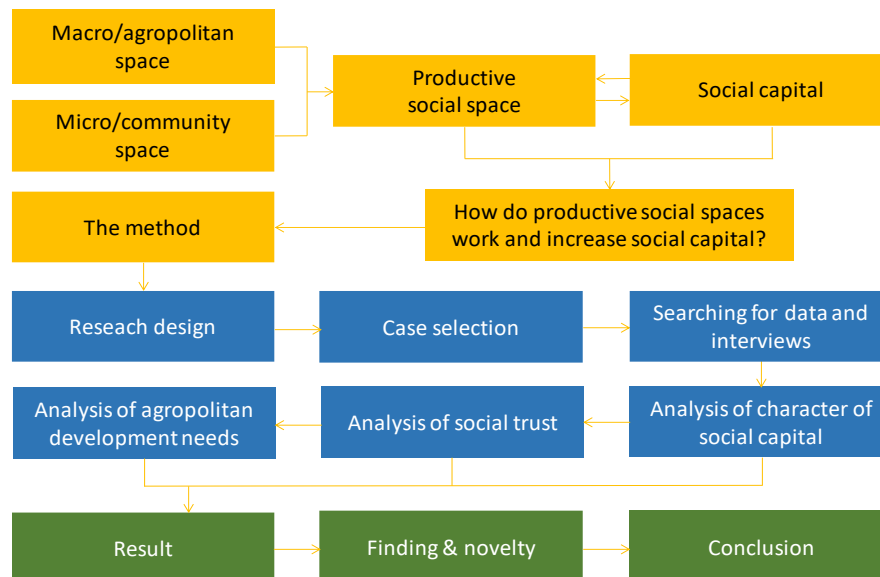 Macro/agropolitan
space
Productive
social space
Social capital
Micro/community
space
How do productive social spaces
work and increase social capital?
The method
Reseach design
Case selection
Searching for data and
interviews
Analysis of agropolitan
development needs
Analysis of social trust
Analysis of character of
social capital
Result
Finding & novelty
Conclusion